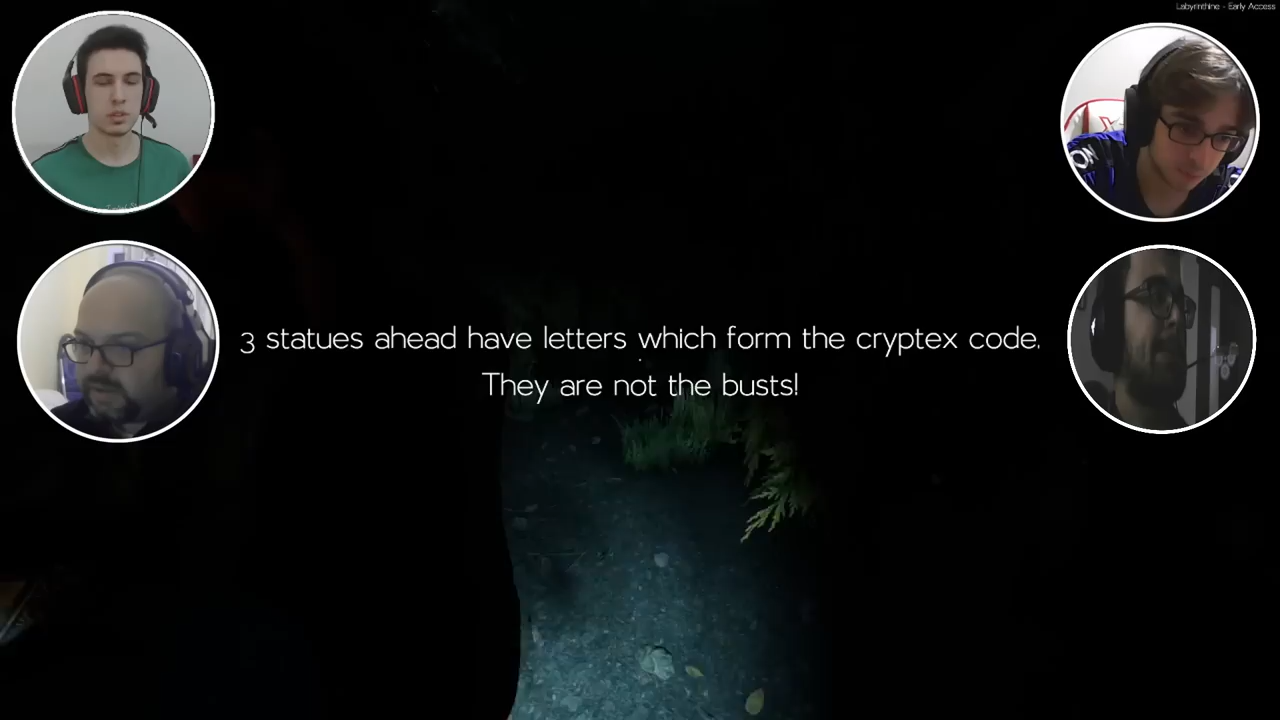 Labyrinthine - Early Access
3 statues ahead have letters which form the cryptex code.
They are not the busts!